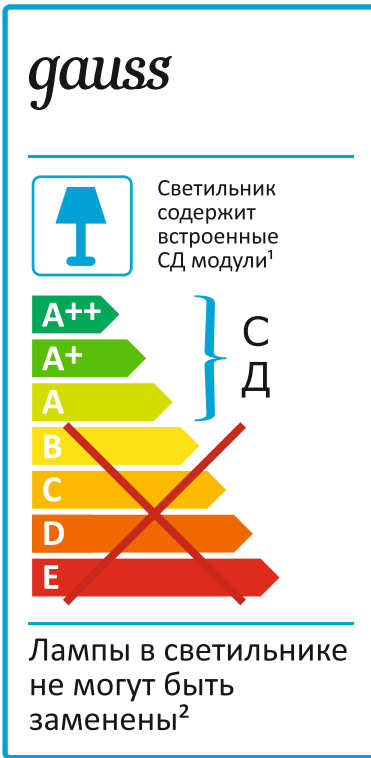 gauss
Светильник
содержит
встроенные
СД модули¹
A++
A+
A
С
Д
B
C
D
E
Лампы в светильнике
не могут быть
заменены²